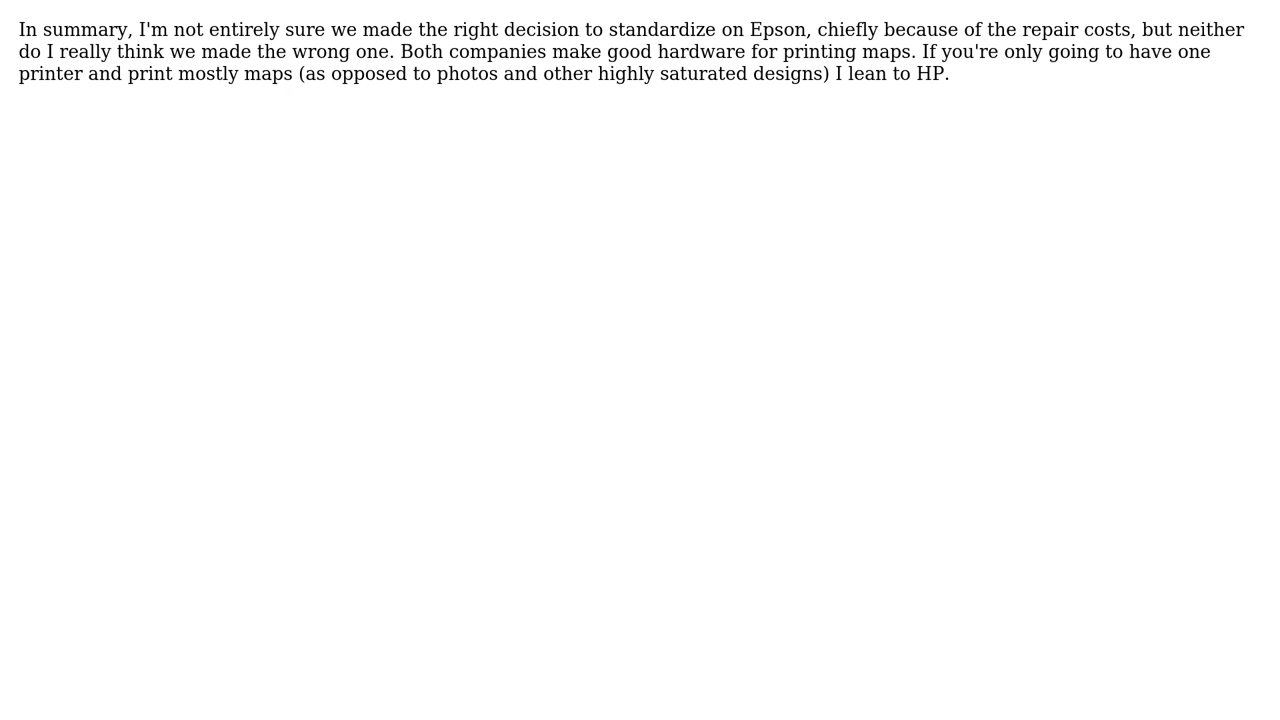 In summary, I'm not entirely sure we made the right decision to standardize on Epson, chiefly because of the repair costs, but neither
do I really think we made the wrong one. Both companies make good hardware for printing maps. If you're only going to have one
printer and print mostly maps (as opposed to photos and other highly saturated designs) I lean to HP.